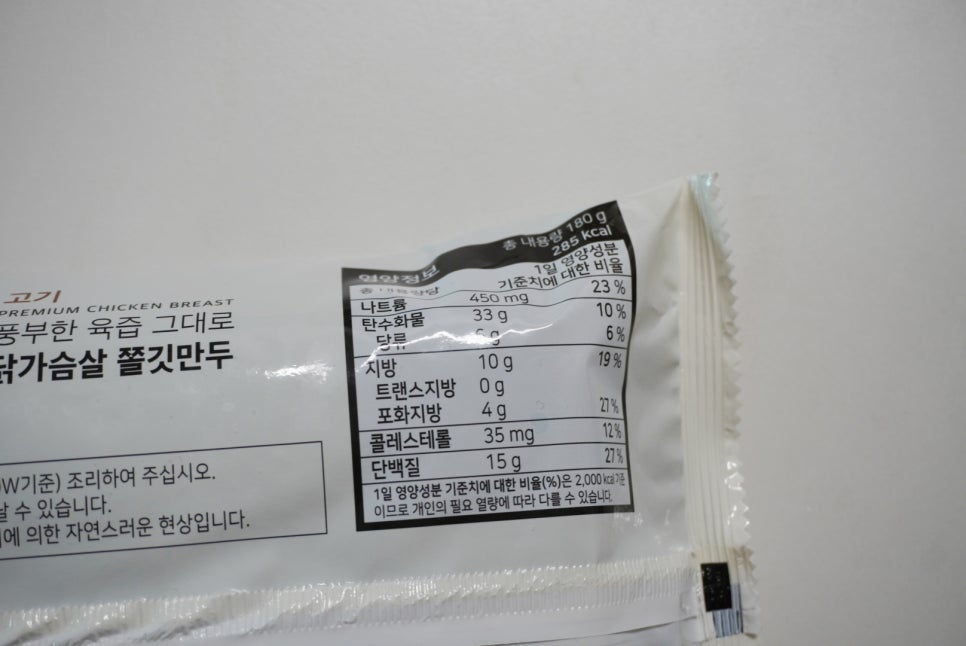 고기
PREMIUM CHICKEN BREAST
풍부한 육즙 그대로
닭가슴살 쫄깃만두
W기준) 조리하여 주십시오.
날 수 있습니다.
에 의한 자연스러운 현상입니다.
영양정보
총 내용량 180 g
285 kcal
총 내용량당
1일 영양성분
기준치에 대한 비율
나트륨 450 mg 23 %
탄수화물 33 g 10 %
당류 g 6 %
지방 10 g 19 %
트랜스지방 0 g
포화지방 4 g 27 %
콜레스테롤 35 mg 12 %
단백질 15 g 27 %
1일 영양성분 기준치에 대한 비율(%)은 2,000 kcal 기준
이므로 개인의 필요 열량에 따라 다를 수 있습니다.